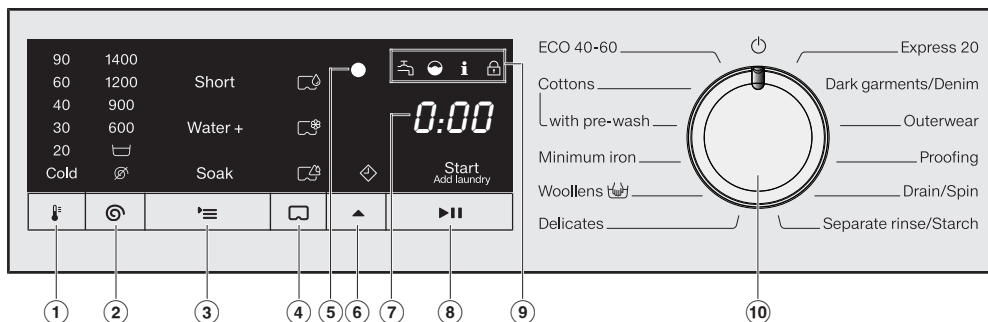 90 1400
60 1200 Short
40 900
30 600 Water +
20
Cold Soak
0:00
Start
Add laundry
ECO 40-60
Cottons
with pre-wash
Minimum iron
Woollens
Delicates
Express 20
Dark garments/Denim
Outerwear
Proofing
Drain/Spin
Separate rinse/Starch
1 2 3 4 5 6 7 8 9 10